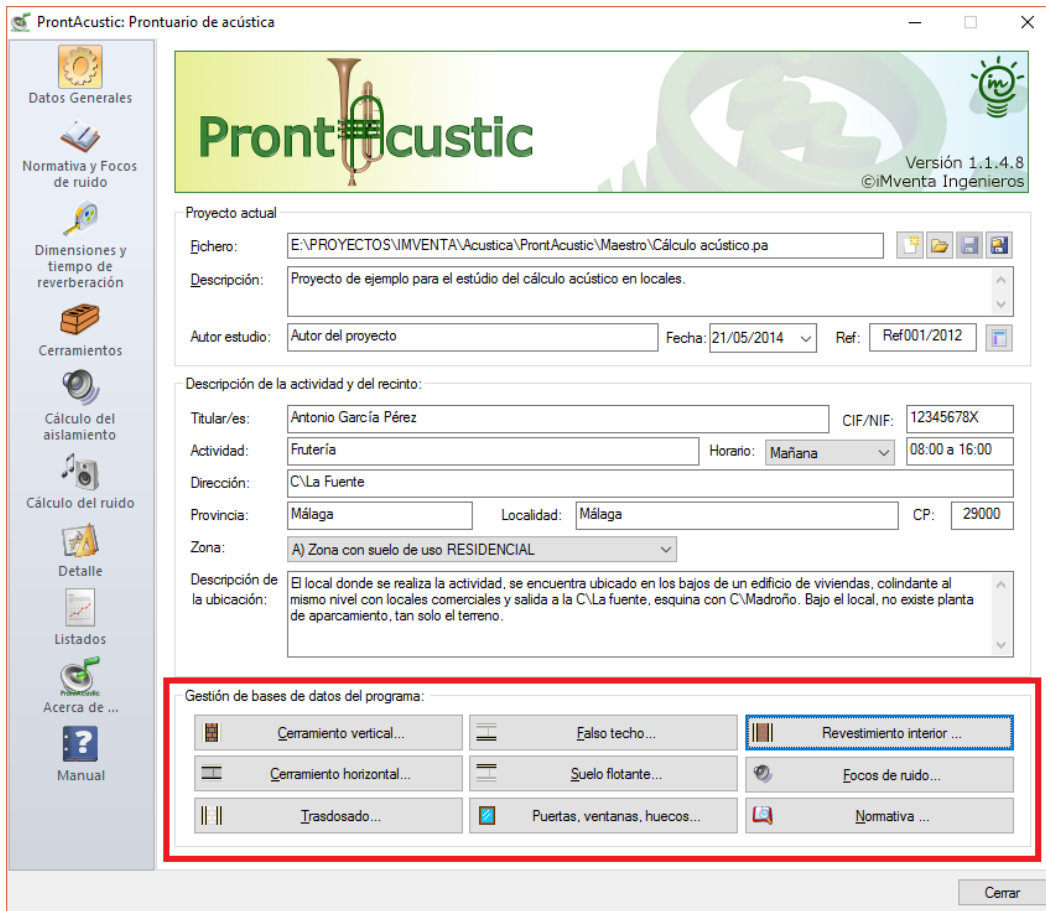 ProntAcustic: Prontuario de acústica
Datos Generales
Normativa y Focos
de ruido
Dimensiones y
tiempo de
reverberación
Cerramientos
Cálculo del
aislamiento
Cálculo del ruido
Detalle
Listados
ProntAcustic
Acerca de ...
Manual
ProntAcustic
Versión 1.1.4.8
©iMventa Ingenieros
Proyecto actual
Fichero: E:\PROYECTOS\IMVENTA\Acustica\ProntAcustic\Maestro\Cálculo acústico.pa
Descripción: Proyecto de ejemplo para el estúdio del cálculo acústico en locales.
Autor estudio: Autor del proyecto Fecha: 21/05/2014 Ref: Ref001/2012
Descripción de la actividad y del recinto:
Titular/es: Antonio García Pérez CIF/NIF: 12345678X
Actividad: Frutería Horario: Mañana 08:00 a 16:00
Dirección: C\La Fuente
Provincia: Málaga Localidad: Málaga CP: 29000
Zona: A) Zona con suelo de uso RESIDENCIAL
Descripción de
la ubicación:
El local donde se realiza la actividad, se encuentra ubicado en los bajos de un edificio de viviendas, colindante al
mismo nivel con locales comerciales y salida a la C\La fuente, esquina con C\Madroño. Bajo el local, no existe planta
de aparcamiento, tan solo el terreno.
Gestión de bases de datos del programa:
Cerramiento vertical... Falso techo... Revestimiento interior ...
Cerramiento horizontal... Suelo flotante... Focos de ruido...
Trasdosado... Puertas, ventanas, huecos... Normativa ...
Cerrar